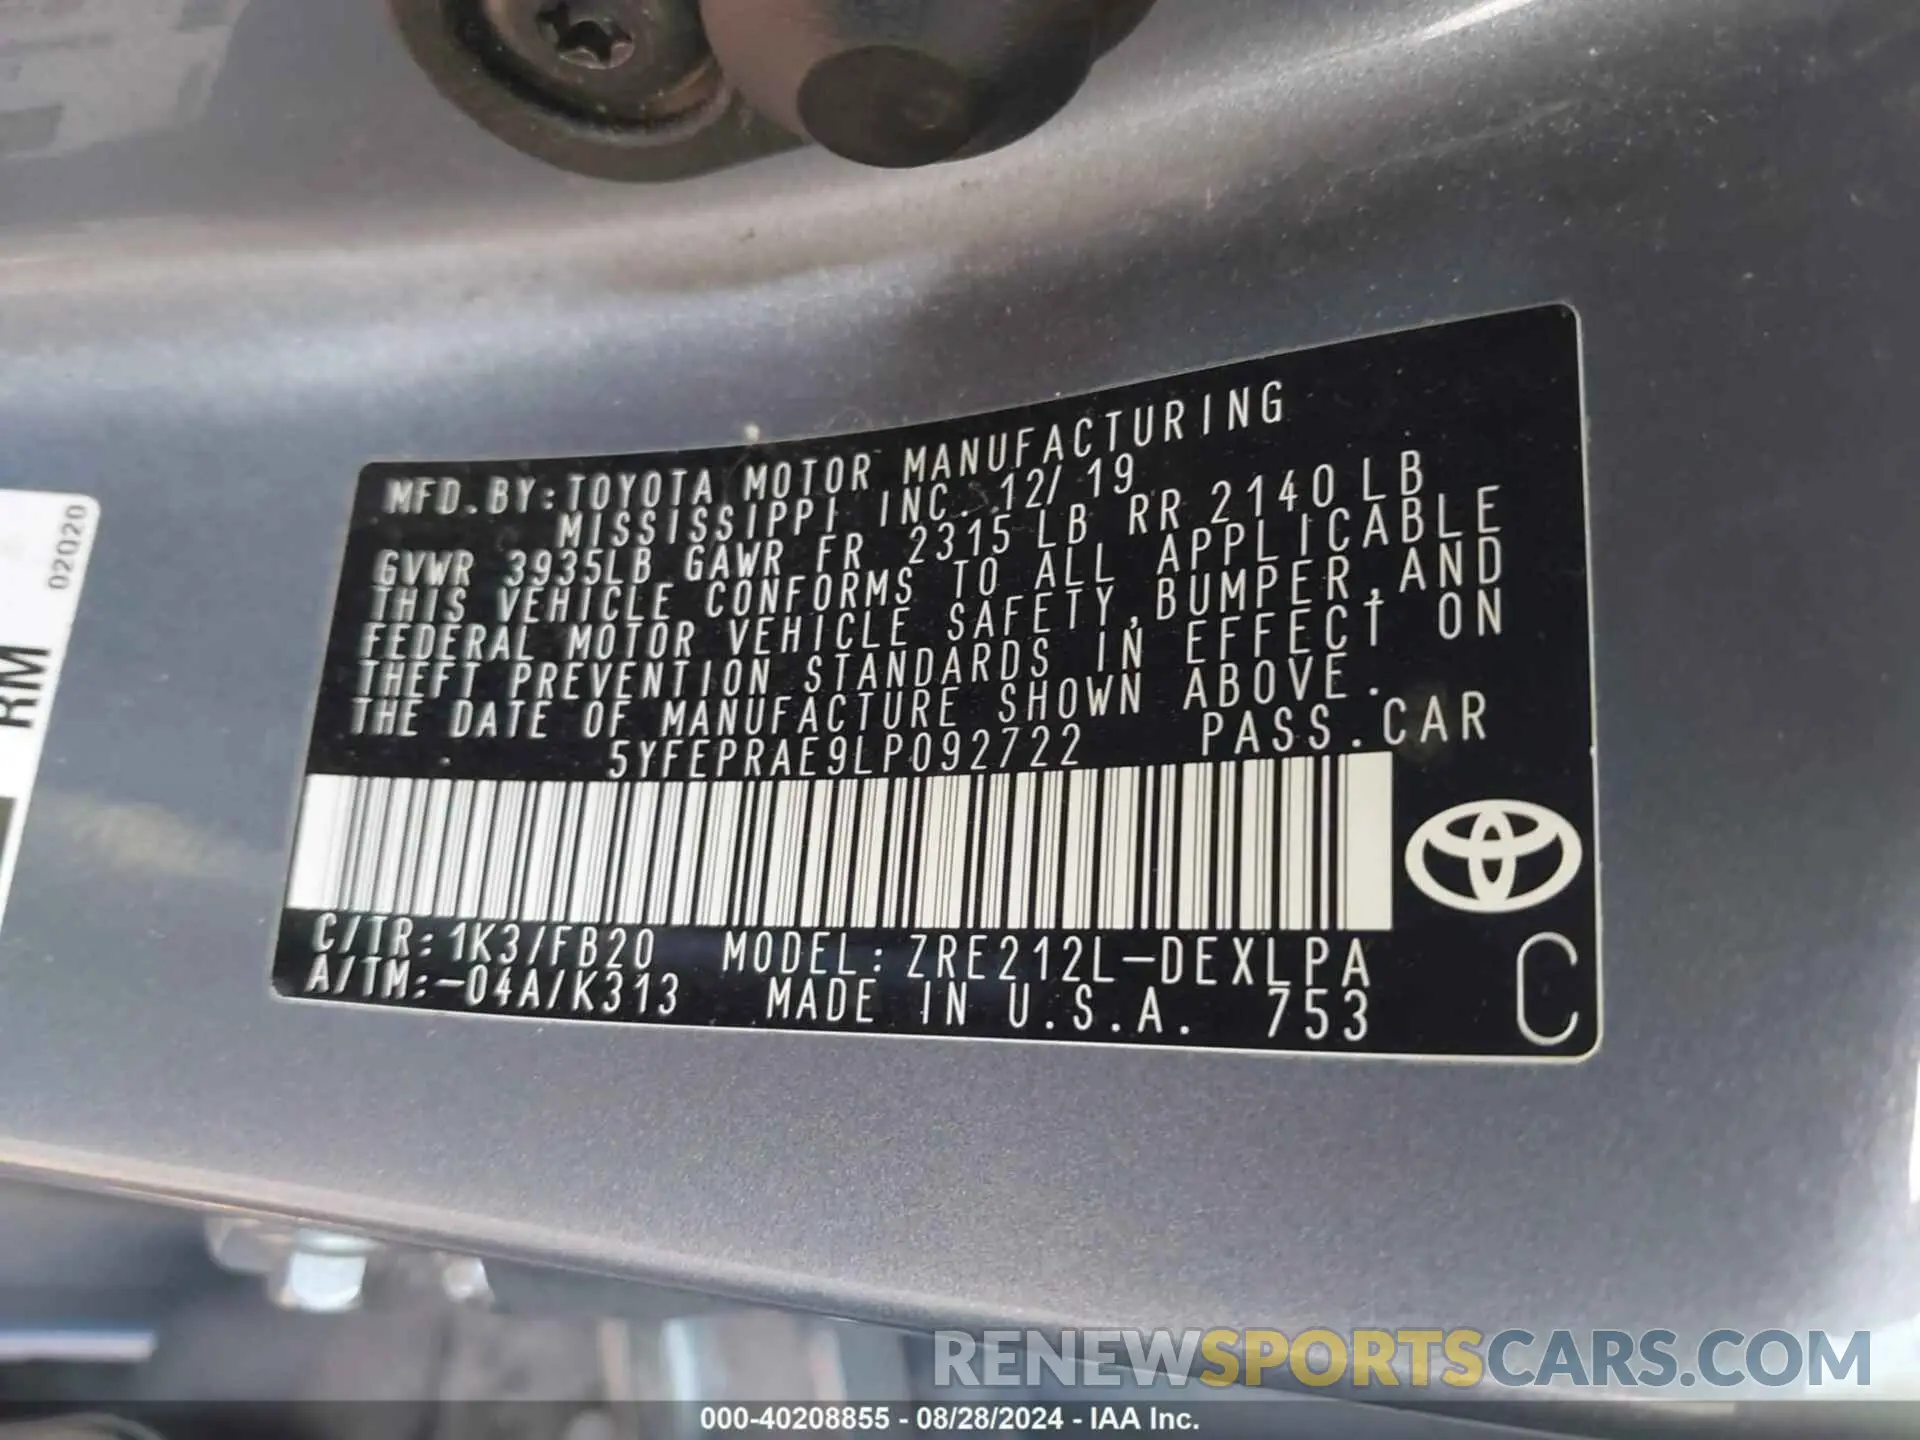 02020
RM
MFD.BY:TOYOTA MOTOR MANUFACTURING
MISSISSIPPI INC. 12/19
GVWR 3935LB GAWR FR 2315LB RR 2140LB
THIS VEHICLE CONFORMS TO ALL APPLICABLE
FEDERAL MOTOR VEHICLE SAFETY,BUMPER,AND
THEFT PREVENTION STANDARDS IN EFFECT ON
THE DATE OF MANUFACTURE SHOWN ABOVE.
5YFEPRAE9LP092722 PASS.CAR
C/TR:1K3/FB20 MODEL:ZRE212L-DEXLPA
A/TM:-04A/K313 MADE IN U.S.A. 753
C
RENEWSPORTSCARS.COM
000-40208855 - 08/28/2024 - IAA Inc.